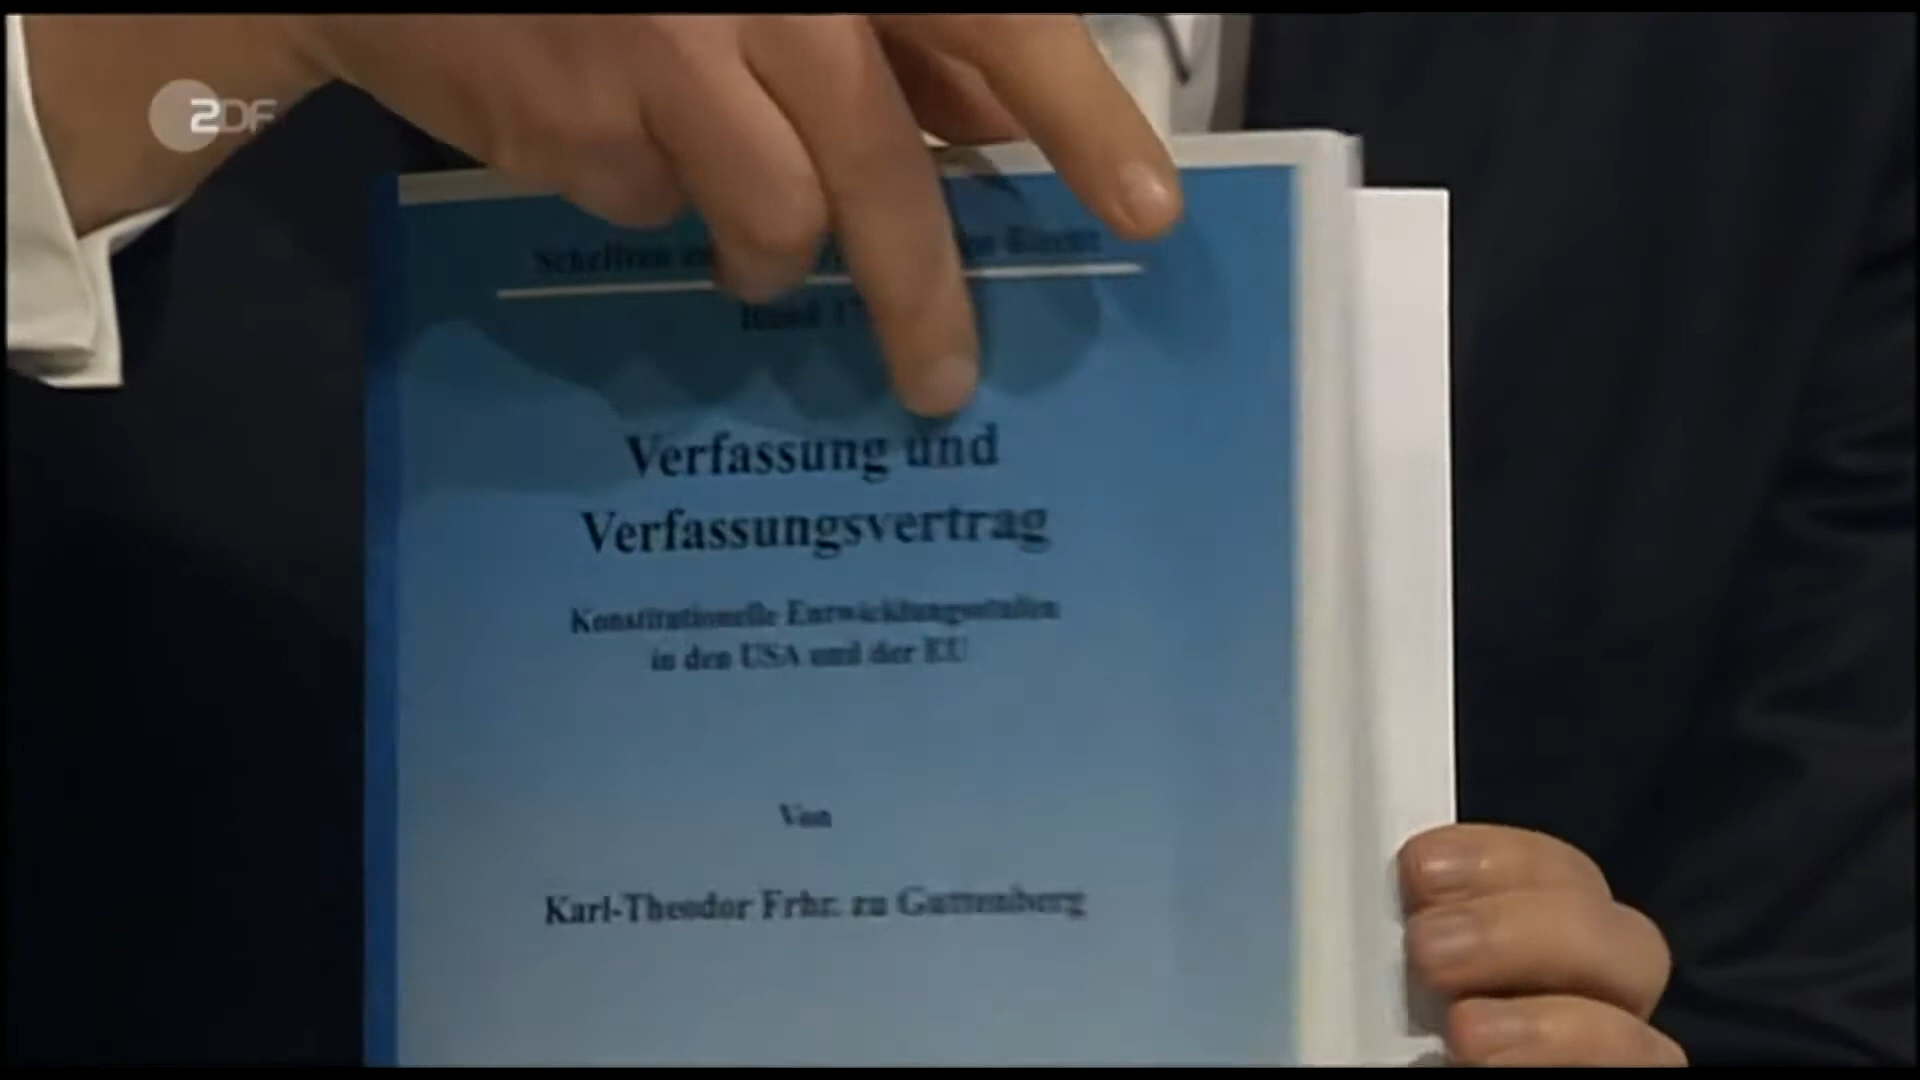 ZDF
Verfassung und
Verfassungsvertrag
Konstitutionelle Entwicklungsstufen
in den USA und der EU
Von
Karl-Theodor Frhr. zu Guttenberg